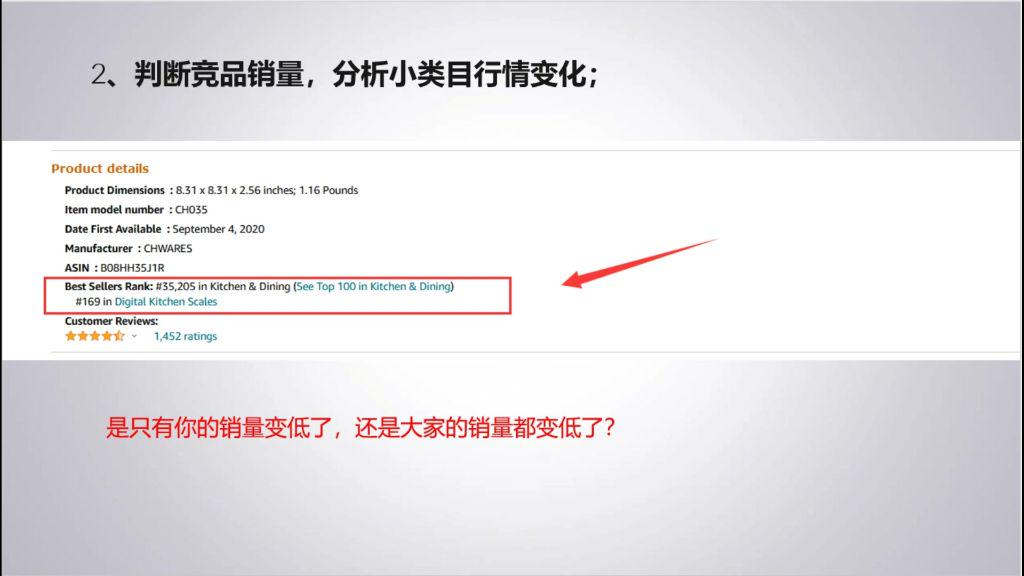 2、判断竞品销量，分析小类目行情变化；
Product details
Product Dimensions : 8.31 x 8.31 x 2.56 inches; 1.16 Pounds
Item model number : CH035
Date First Available : September 4, 2020
Manufacturer : CHWARES
ASIN : B08HH35J1R
Best Sellers Rank: #35,205 in Kitchen & Dining (See Top 100 in Kitchen & Dining)
#169 in Digital Kitchen Scales
Customer Reviews:
1,452 ratings
是只有你的销量变低了，还是大家的销量都变低了？